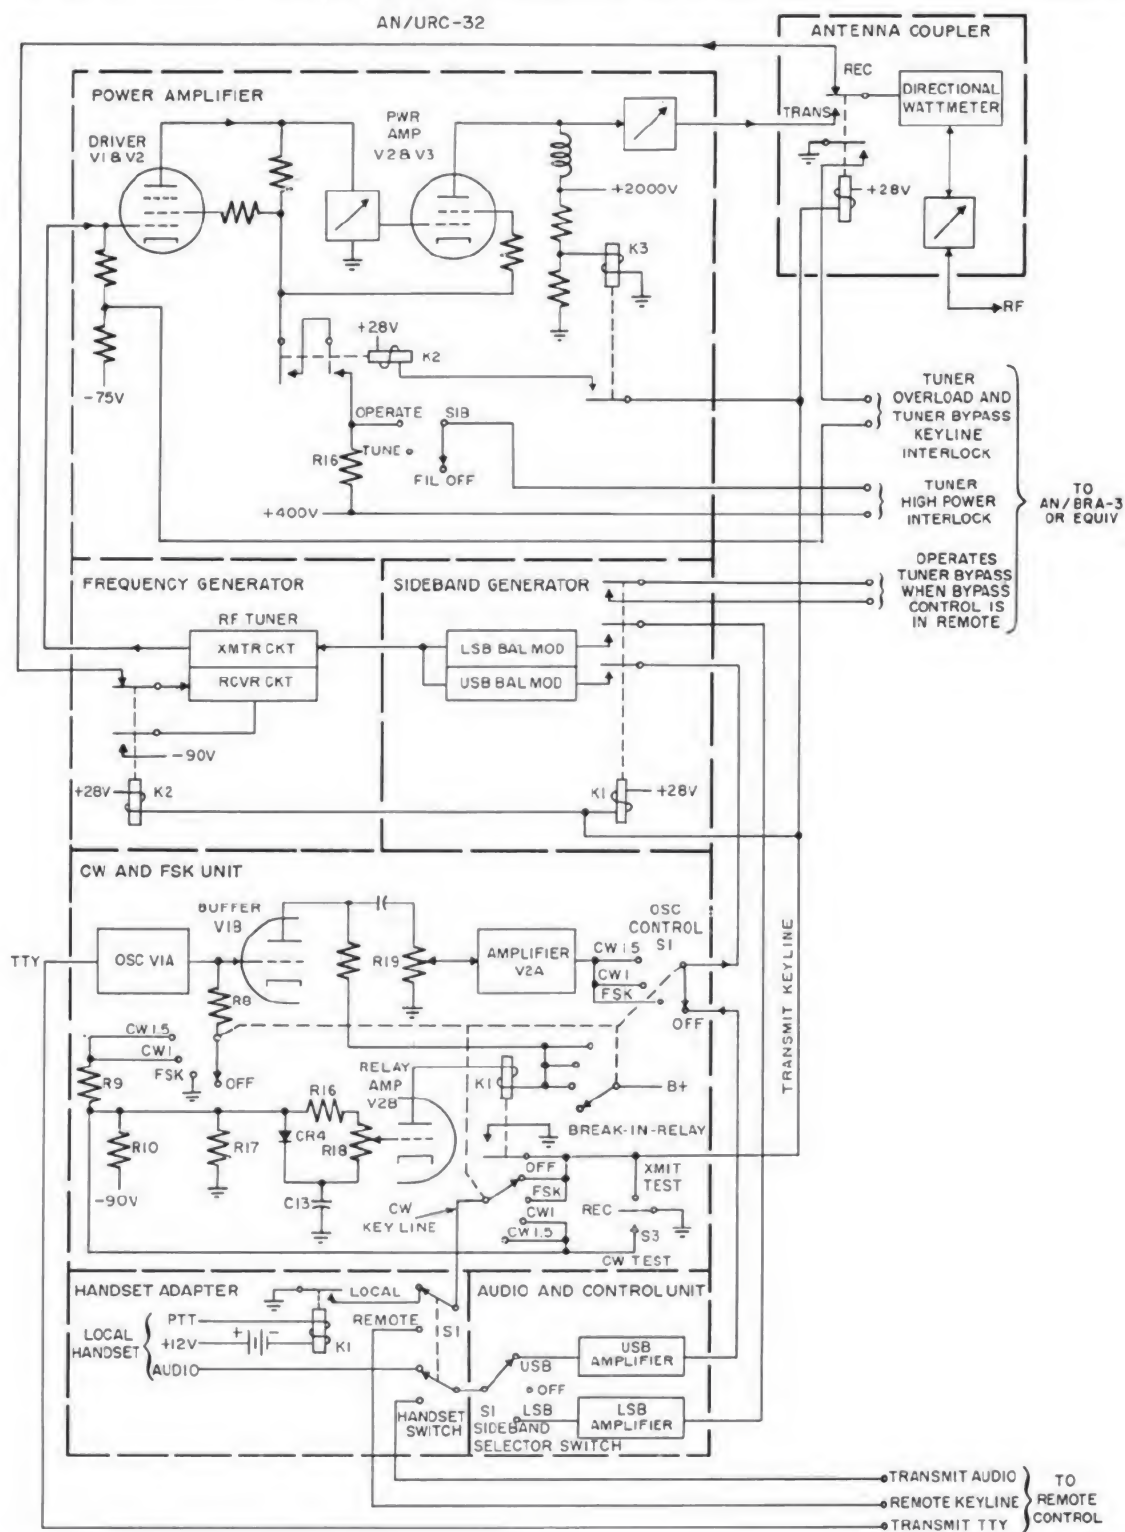 AN/URC-32
ANTENNA COUPLER
REC
DIRECTIONAL
WATTMETER
TRANS
+28V
RF
POWER AMPLIFIER
DRIVER
V1 & V2
PWR
AMP
V2 & V3
+2000V
K3
+28V
K2
-75V
OPERATE
SIB
R16
TUNE
FIL OFF
+400V
TUNER
OVERLOAD AND
TUNER BYPASS
KEYLINE
INTERLOCK
TUNER
HIGH POWER
INTERLOCK
TO
AN/BRA-3
OR EQUIV
OPERATES
TUNER BYPASS
WHEN BYPASS
CONTROL IS
IN REMOTE
FREQUENCY GENERATOR
RF TUNER
XMTR CKT
RCVR CKT
-90V
+28V
K2
SIDEBAND GENERATOR
LSB BAL MOD
USB BAL MOD
K1
+28V
CW AND FSK UNIT
BUFFER
V1B
TTY
OSC V1A
R8
R19
AMPLIFIER
V2A
OSC
CONTROL
S1
CW 1.5
CW1
FSK
OFF
TRANSMIT KEYLINE
CW 1.5
CW1
FSK
OFF
R9
RELAY
AMP
V2B
K1
B+
BREAK-IN-RELAY
R16
R10
R17
CR4
R18
-90V
C13
OFF
FSK
CW1
CW 1.5
CW
KEY LINE
XMIT
TEST
REC
S3
CW TEST
HANDSET ADAPTER
LOCAL
REMOTE
S1
LOCAL
HANDSET
PTT
+12V
+ -
K1
AUDIO
HANDSET
SWITCH
AUDIO AND CONTROL UNIT
USB
OFF
LSB
S1
SIDEBAND
SELECTOR SWITCH
USB
AMPLIFIER
LSB
AMPLIFIER
TRANSMIT AUDIO
REMOTE KEYLINE
TRANSMIT TTY
TO
REMOTE
CONTROL